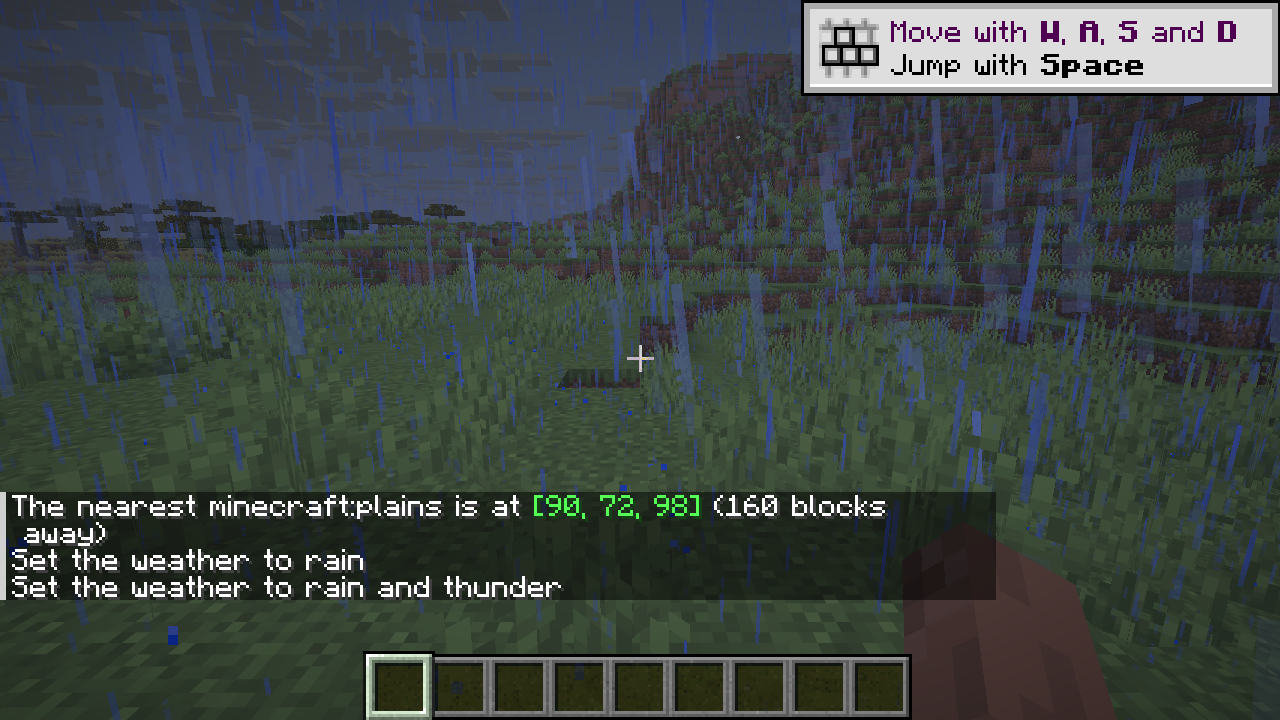 Move with W, A, S and D
Jump with Space
The nearest minecraft:plains is at [90, 72, 98] (160 blocks
away)
Set the weather to rain
Set the weather to rain and thunder